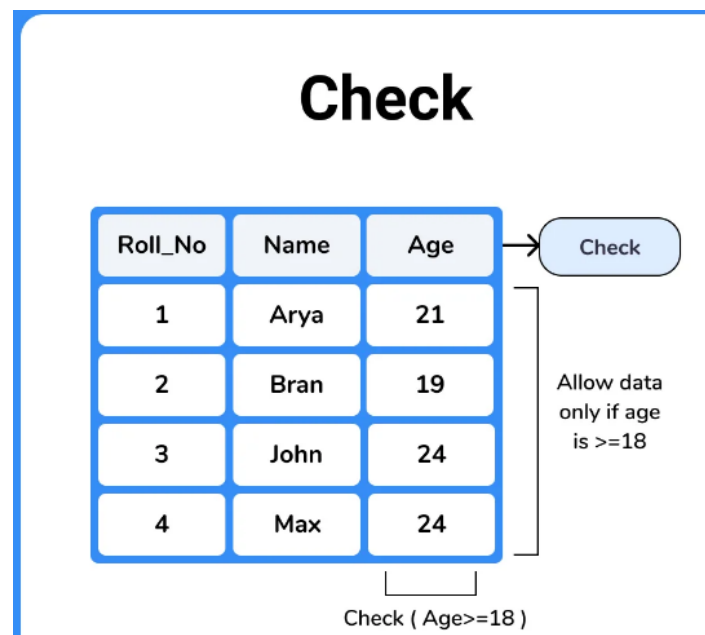 Check
Roll_No Name Age
Check
1 Arya 21
2 Bran 19
3 John 24
4 Max 24
Allow data
only if age
is >=18
Check ( Age>=18 )